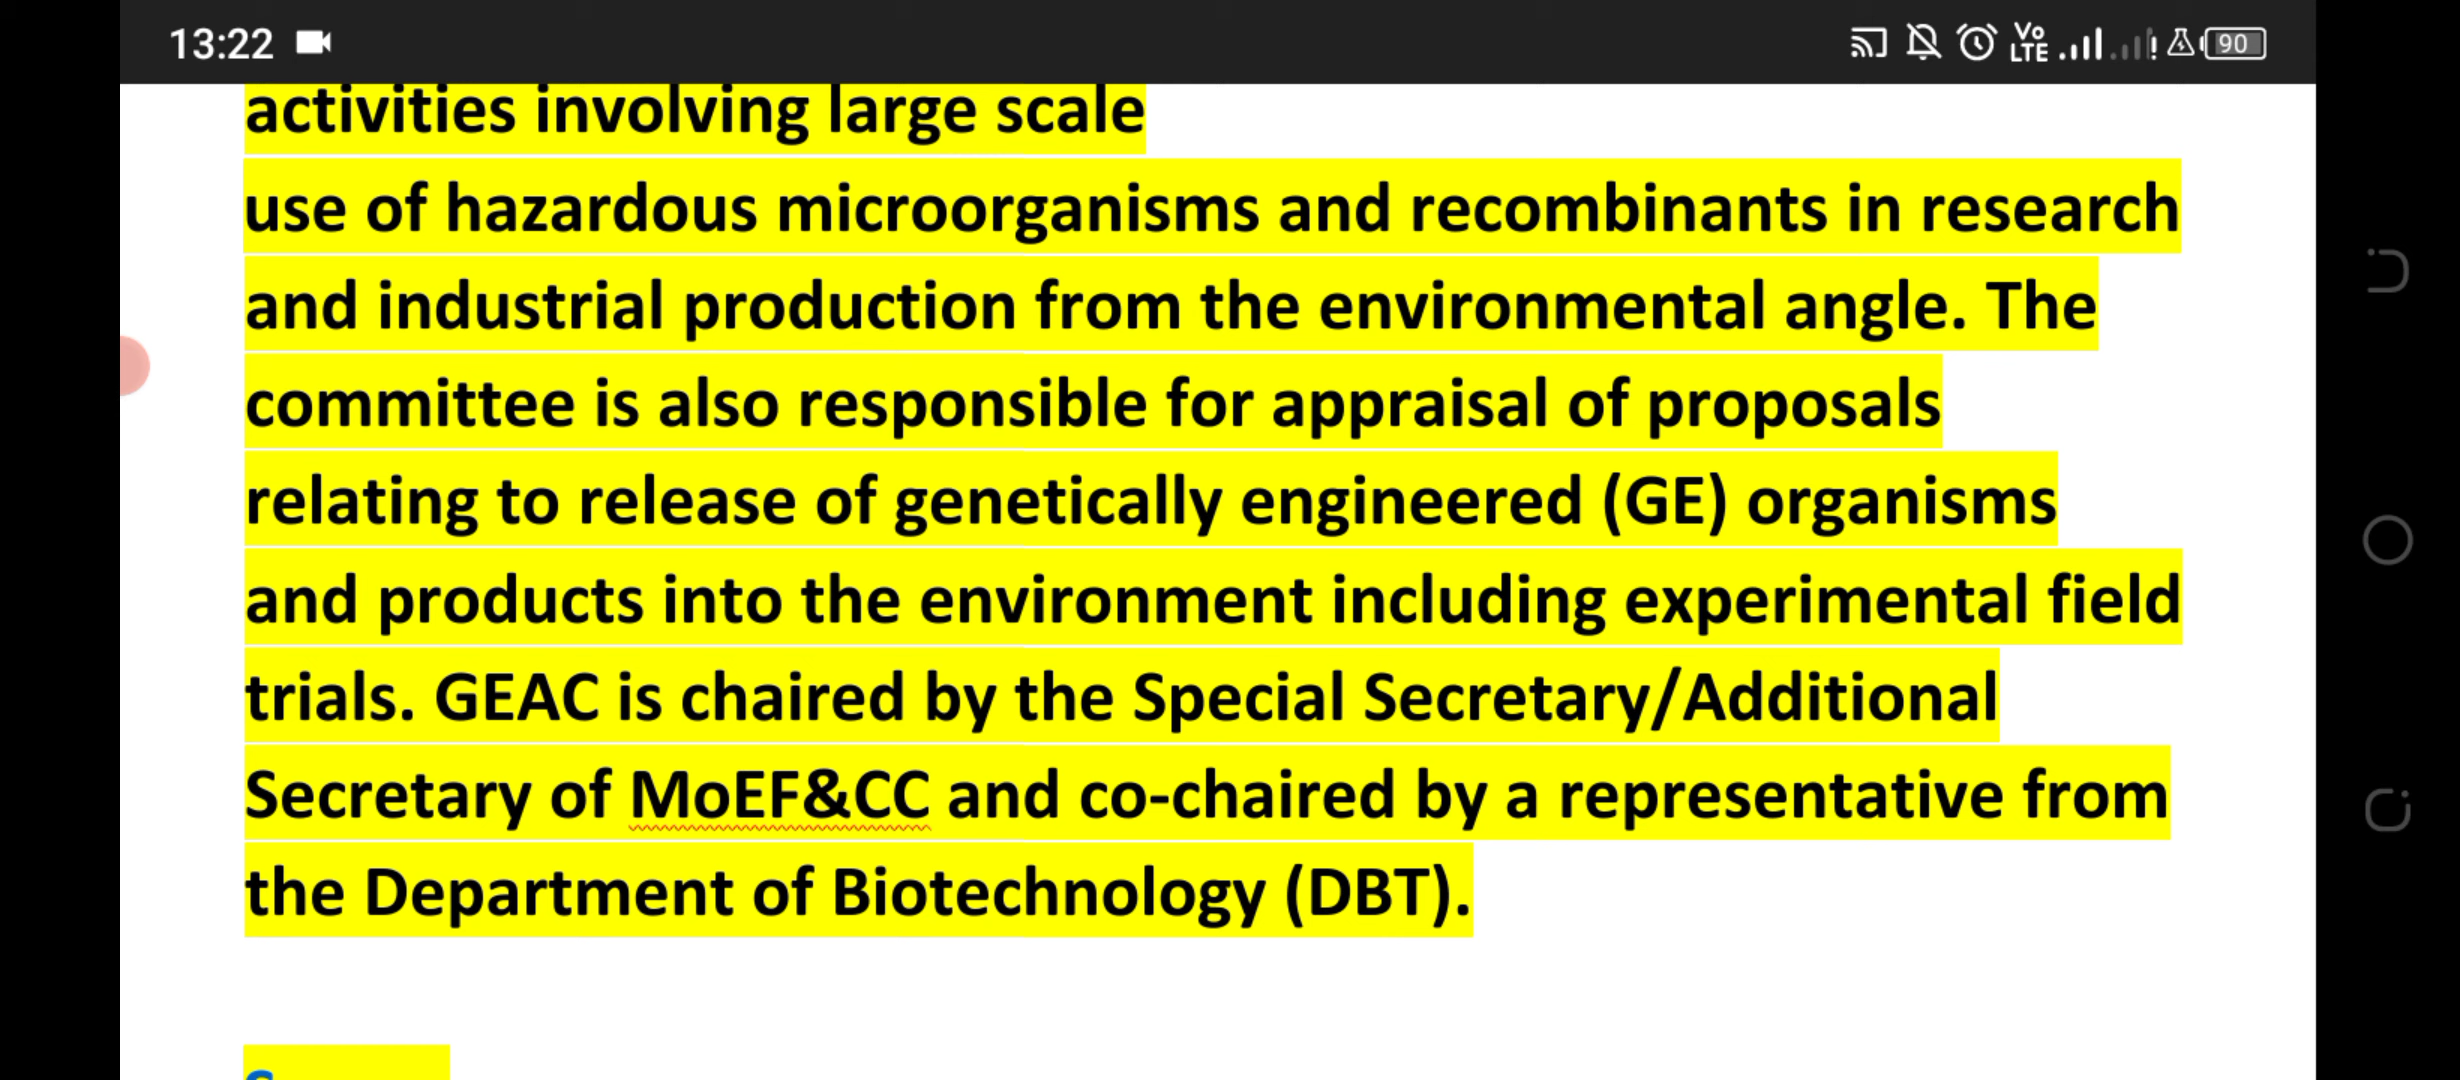 13:22
Vo
LTE
90
activities involving large scale
use of hazardous microorganisms and recombinants in research
and industrial production from the environmental angle. The
committee is also responsible for appraisal of proposals
relating to release of genetically engineered (GE) organisms
and products into the environment including experimental field
trials. GEAC is chaired by the Special Secretary/Additional
Secretary of MoEF&CC and co-chaired by a representative from
the Department of Biotechnology (DBT).